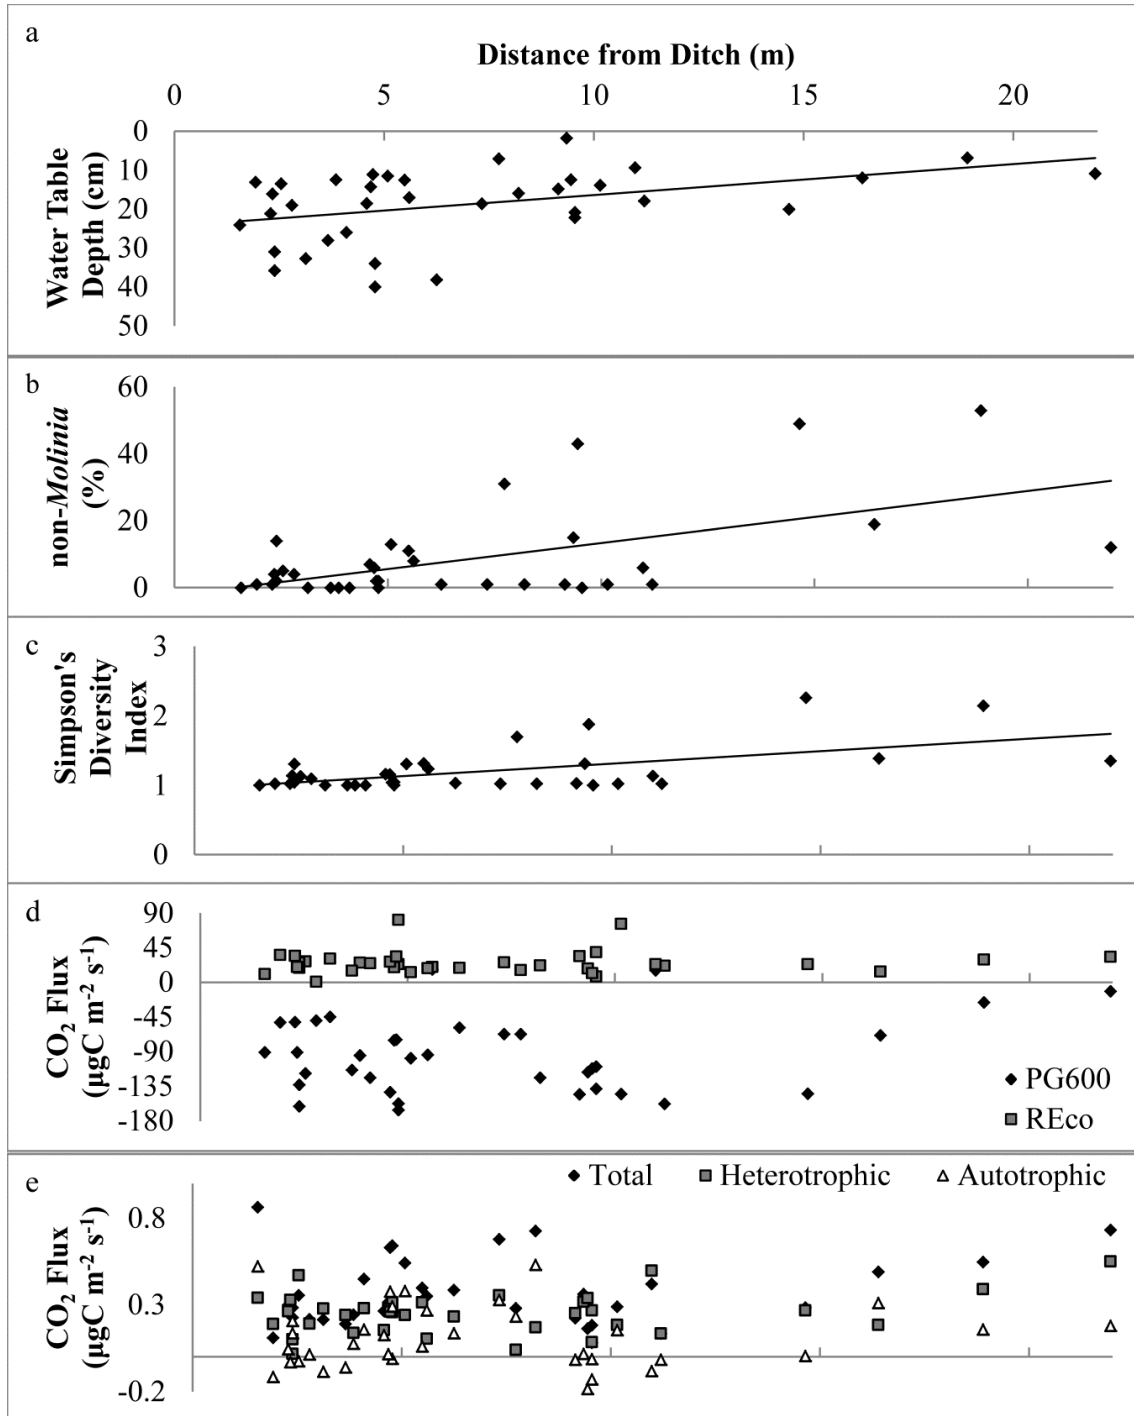 a
Distance from Ditch (m)
0 5 10 15 20
Water Table
Depth (cm)
0
10
20
30
40
50
b
non-Molinia
(%)
60
40
20
0
c
Simpson's
Diversity
Index
3
2
1
0
d
CO₂ Flux
(µgC m⁻² s⁻¹)
90
45
0
-45
-90
-135
-180
PG600
REco
e
Total Heterotrophic Autotrophic
CO₂ Flux
(µgC m⁻² s⁻¹)
0.8
0.3
-0.2